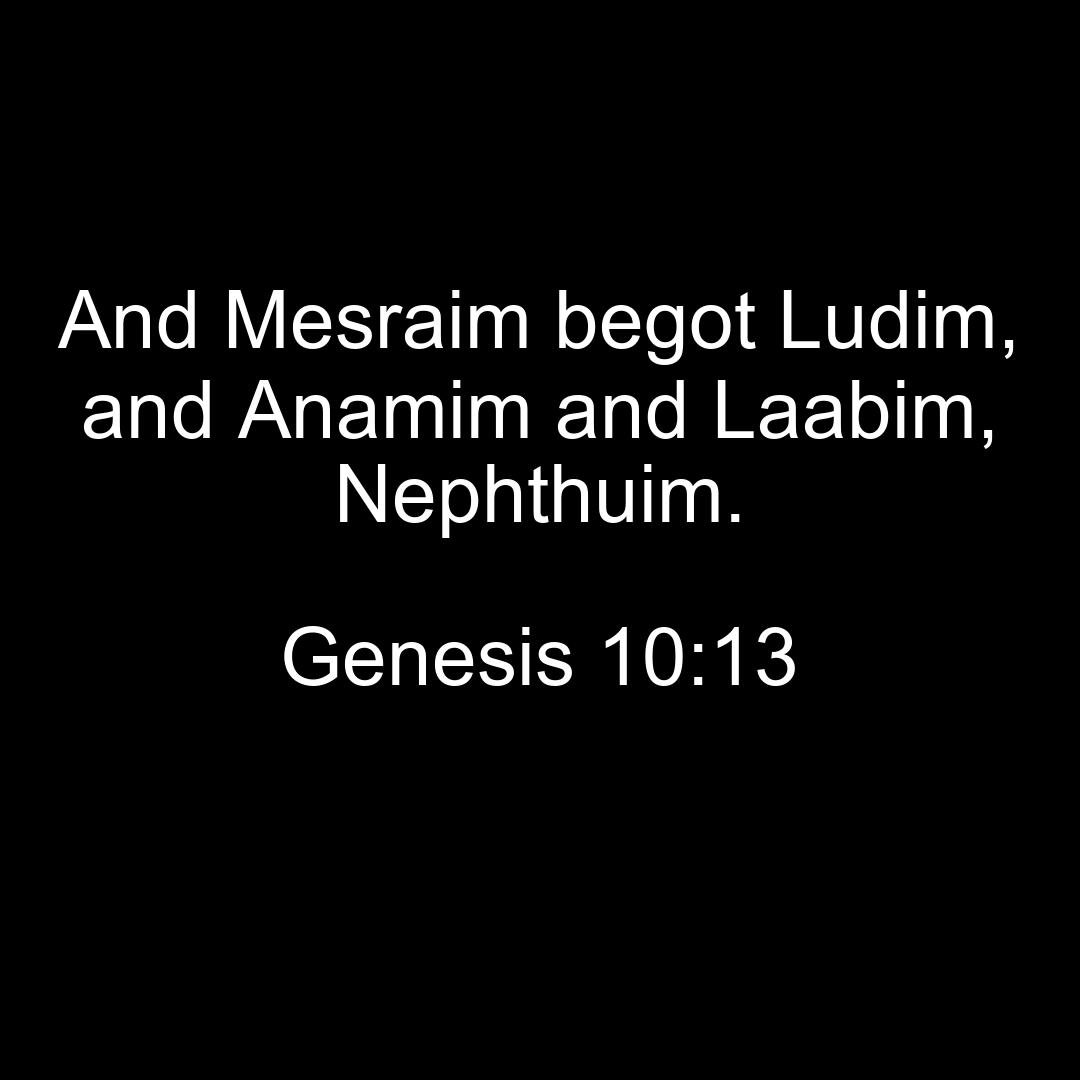 And Mesraim begot Ludim,
and Anamim and Laabim,
Nephthuim.
Genesis 10:13